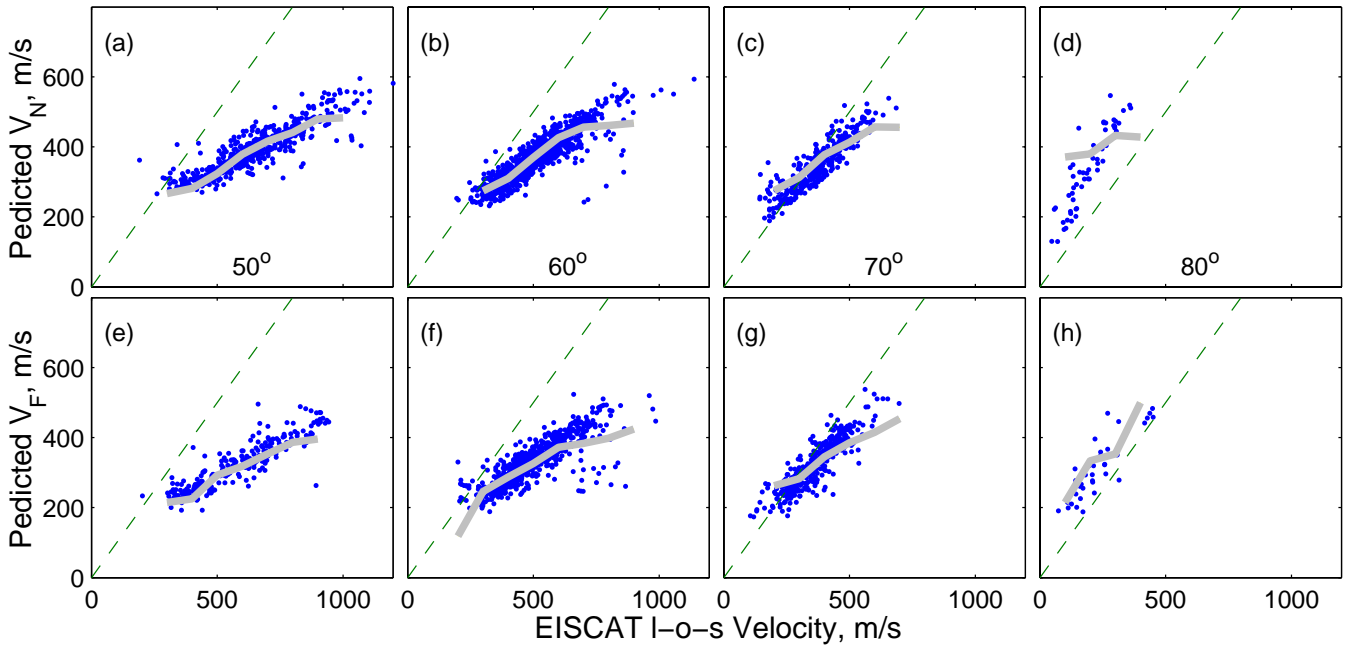 (a) (b) (c) (d)
600
400
200
0
Pedicted V_N, m/s
50° 60° 70° 80°
(e) (f) (g) (h)
600
400
200
0
Pedicted V_F, m/s
0 500 1000 0 500 1000 0 500 1000 0 500 1000
EISCAT l–o–s Velocity, m/s